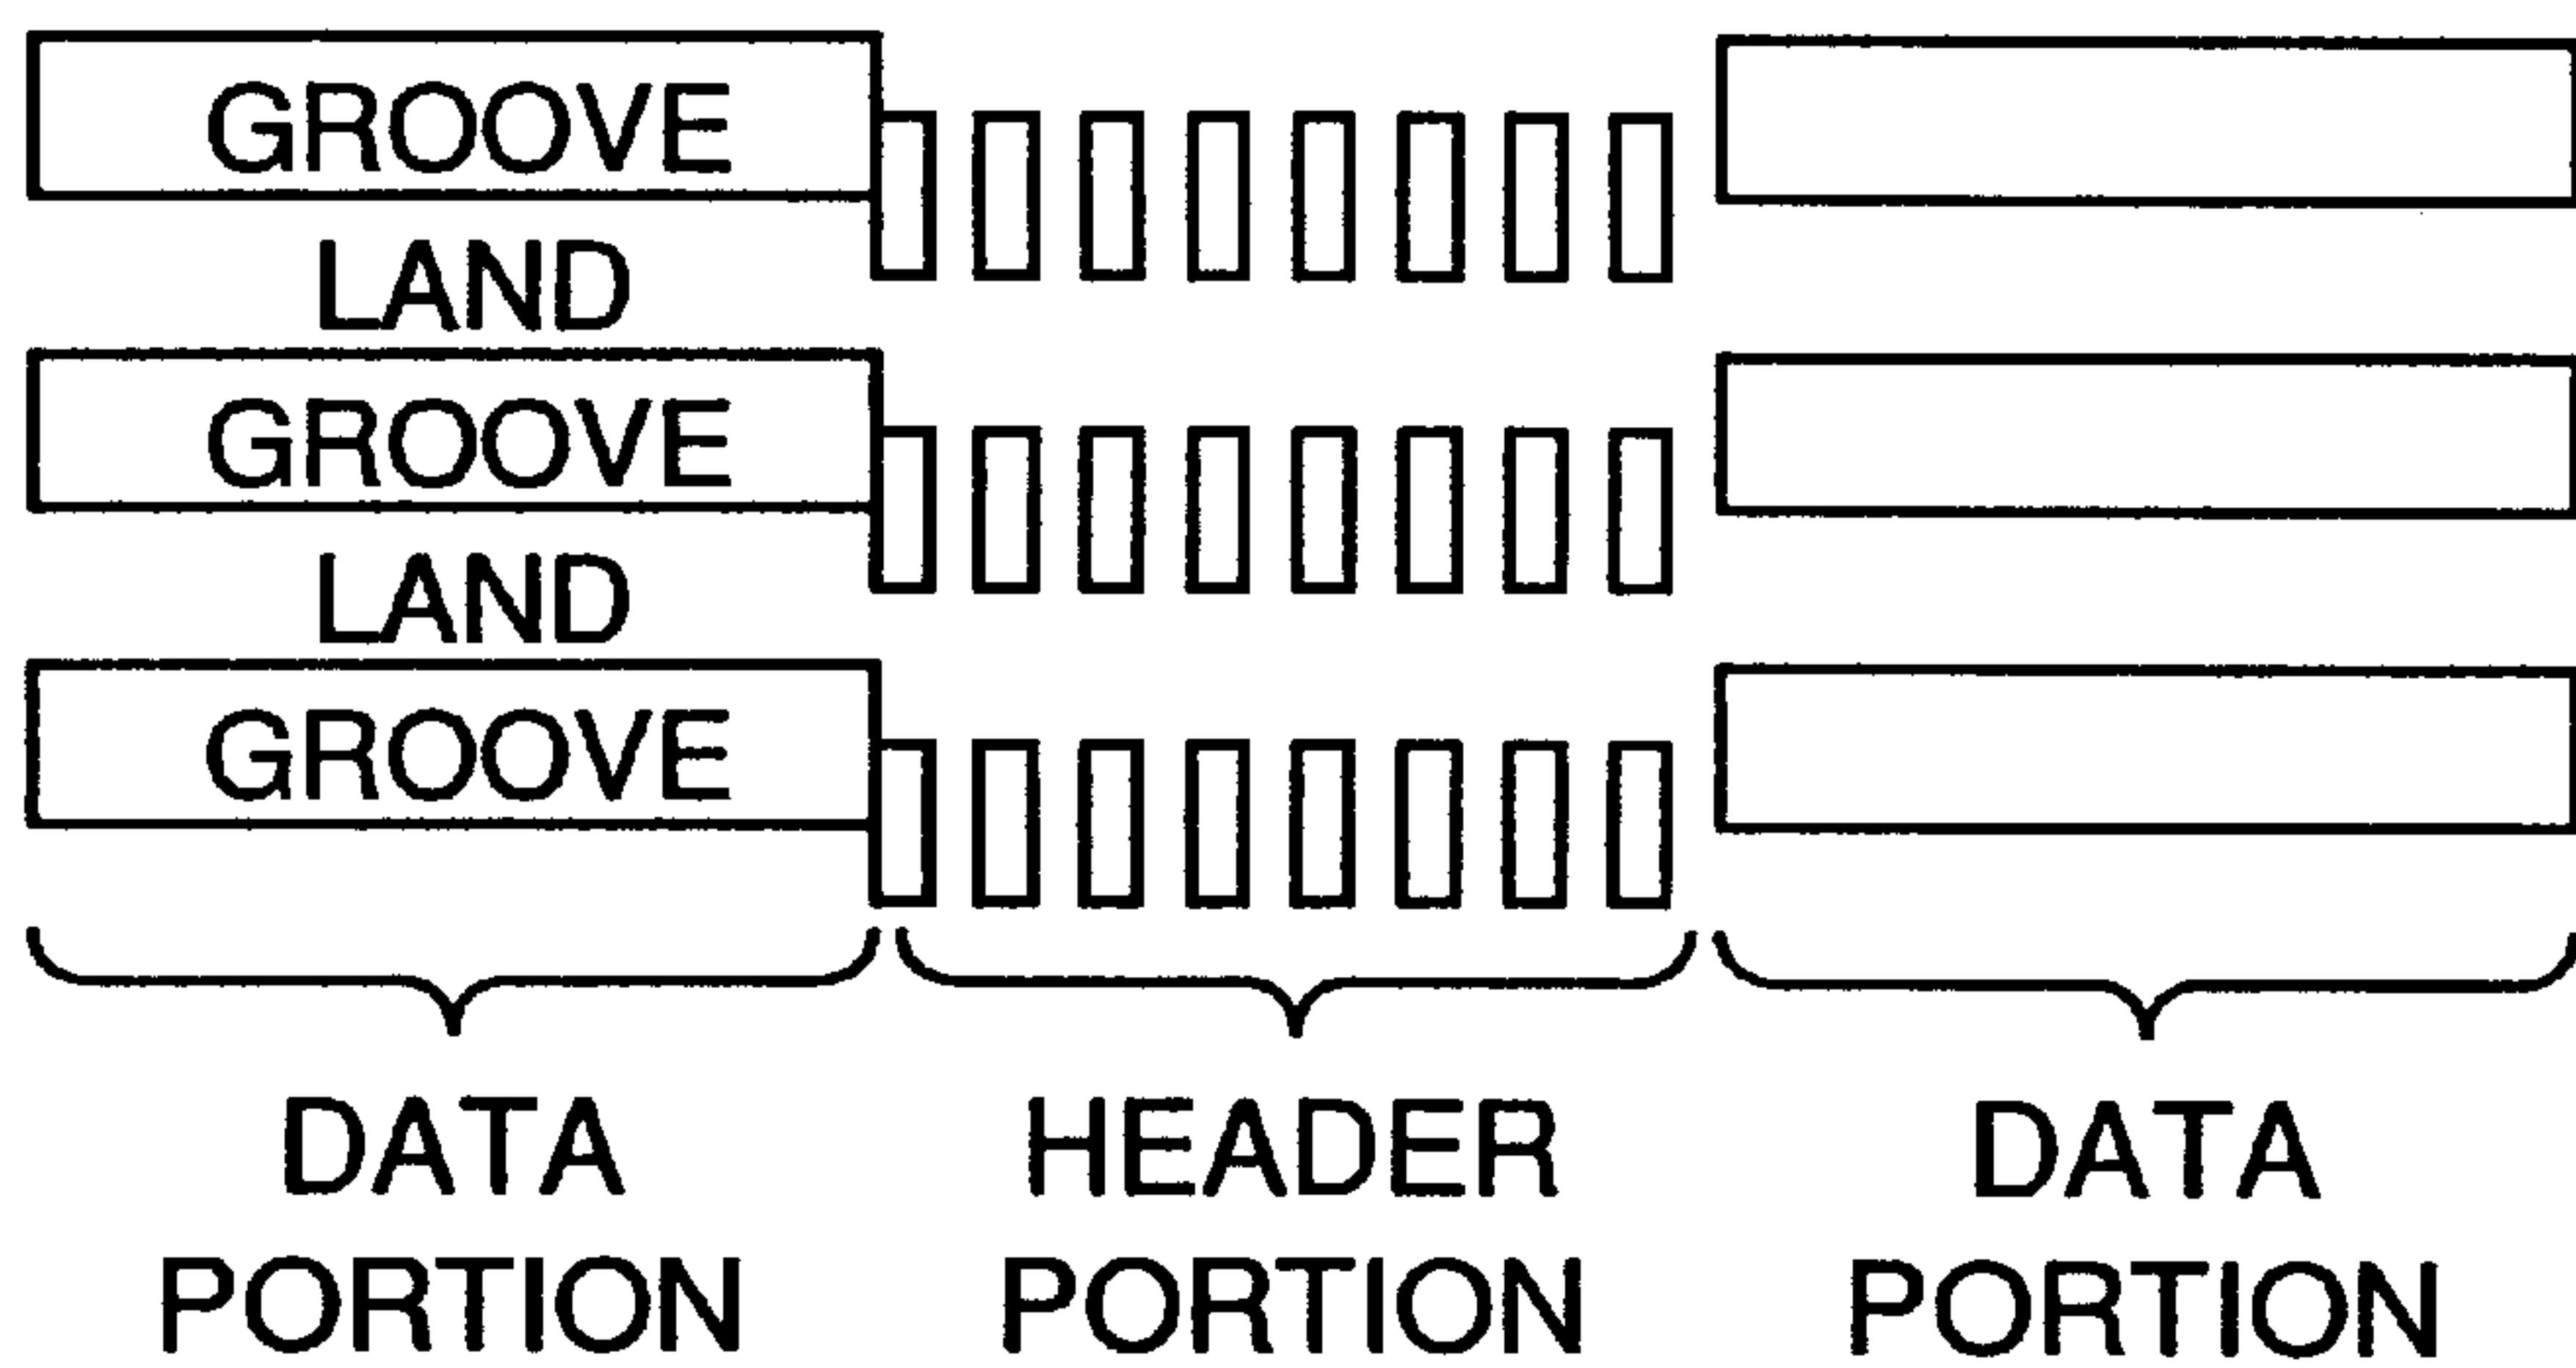 GROOVE
LAND
GROOVE
LAND
GROOVE
DATA PORTION
HEADER PORTION
DATA PORTION